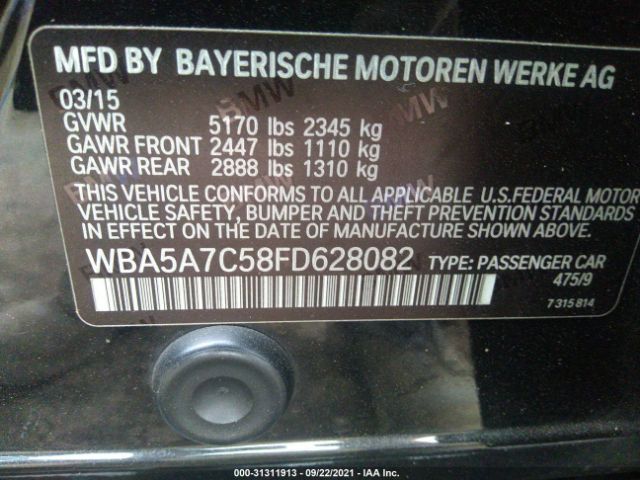 MFD BY BAYERISCHE MOTOREN WERKE AG
03/15
GVWR 5170 lbs 2345 kg
GAWR FRONT 2447 lbs 1110 kg
GAWR REAR 2888 lbs 1310 kg
THIS VEHICLE CONFORMS TO ALL APPLICABLE U.S.FEDERAL MOTOR
VEHICLE SAFETY, BUMPER AND THEFT PREVENTION STANDARDS
IN EFFECT ON THE DATE OF MANUFACTURE SHOWN ABOVE.
WBA5A7C58FD628082 TYPE: PASSENGER CAR
475/9
7 315 814
000-31311913 - 09/22/2021 - IAA Inc.